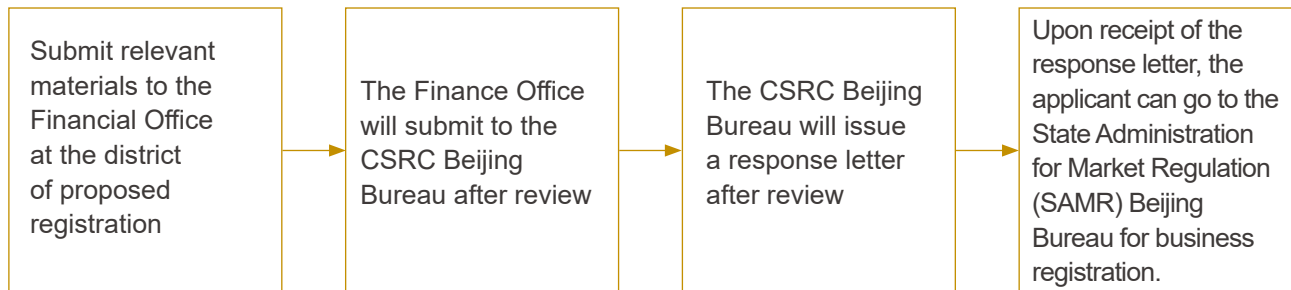 Submit relevant
materials to the
Financial Office
at the district
of proposed
registration
The Finance Office
will submit to the
CSRC Beijing
Bureau after review
The CSRC Beijing
Bureau will issue
a response letter
after review
Upon receipt of the
response letter, the
applicant can go to the
State Administration
for Market Regulation
(SAMR) Beijing
Bureau for business
registration.